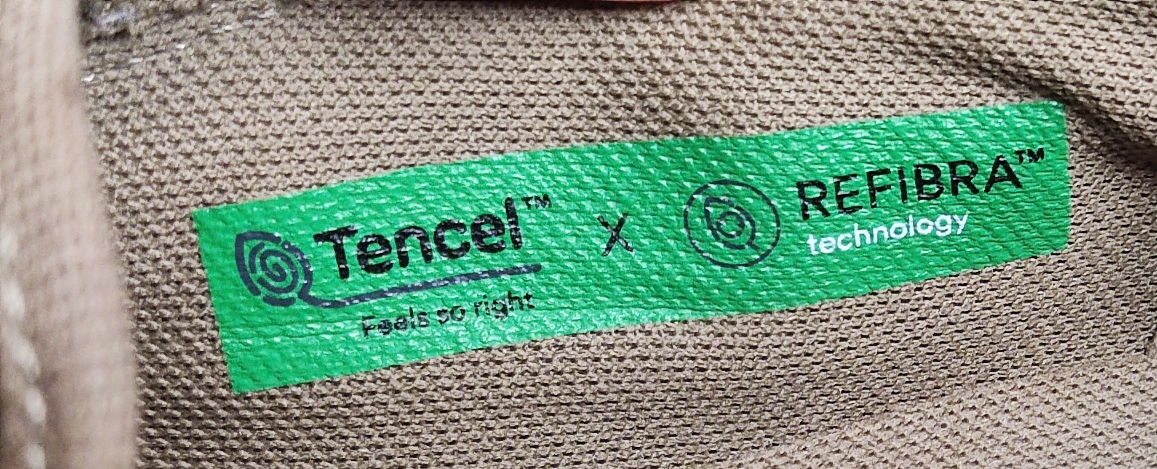 Tencel™ X REFIBRA™
technology
Feels so right